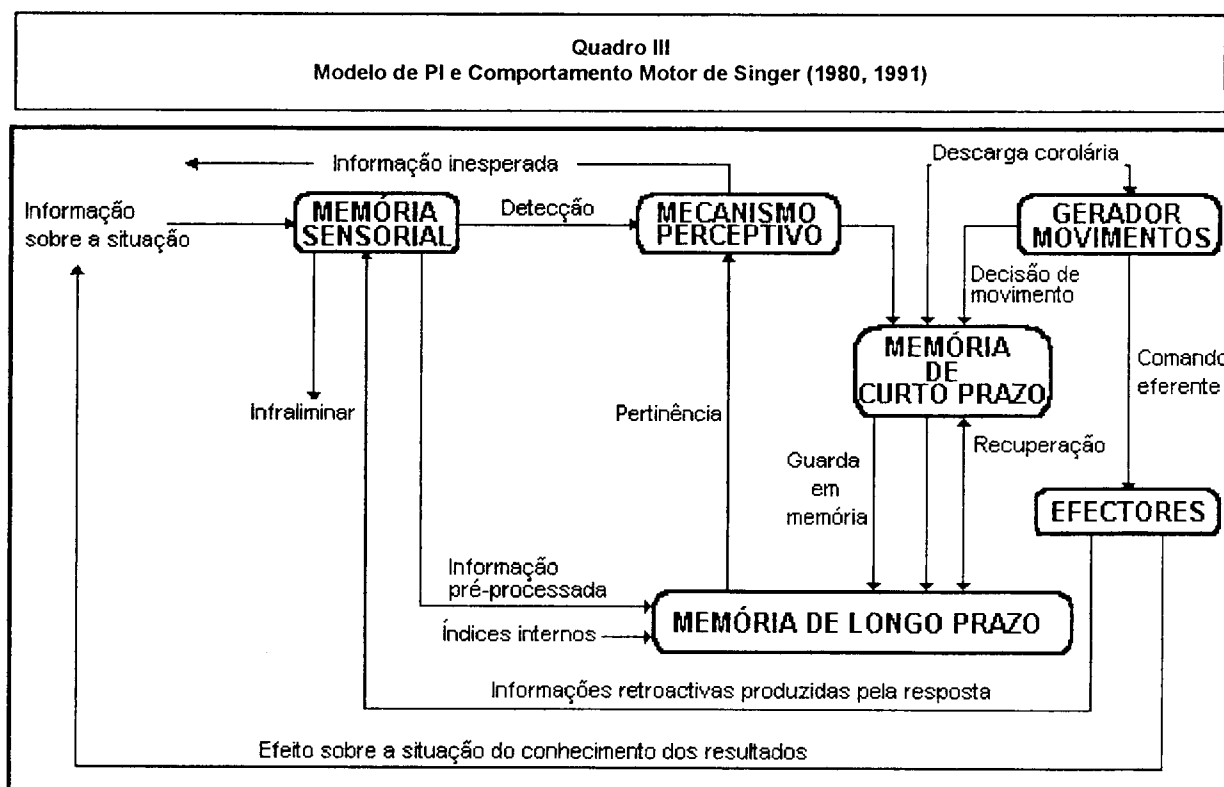 Quadro III
Modelo de PI e Comportamento Motor de Singer (1980, 1991)
Informação inesperada
Descarga corolária
Informação
sobre a situação
MEMÓRIA
SENSORIAL
Detecção
MECANISMO
PERCEPTIVO
GERADOR
MOVIMENTOS
Decisão de
movimento
MEMÓRIA
DE
CURTO PRAZO
Comando
eferente
Infraliminar
Pertinência
Guarda
em
memória
Recuperação
EFECTORES
Informação
pré-processada
Índices internos
MEMÓRIA DE LONGO PRAZO
Informações retroactivas produzidas pela resposta
Efeito sobre a situação do conhecimento dos resultados